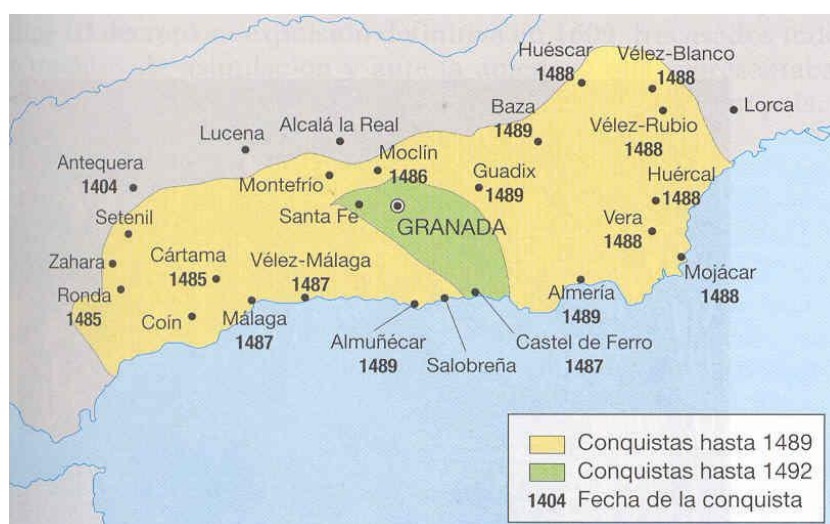 Huéscar
1488
Vélez-Blanco
1488
Lorca
Baza
1489
Vélez-Rubio
1488
Alcalá la Real
Lucena
Moclín
1486
Antequera
1404
Montefrío
Guadix
1489
Huércal
1488
Santa Fe
GRANADA
Setenil
Vera
1488
Zahara
Cártama
1485
Vélez-Málaga
1487
Ronda
1485
Coín
Málaga
1487
Almería
1489
Mojácar
1488
Almuñécar
1489
Salobreña
Castel de Ferro
1487
Conquistas hasta 1489
Conquistas hasta 1492
1404 Fecha de la conquista